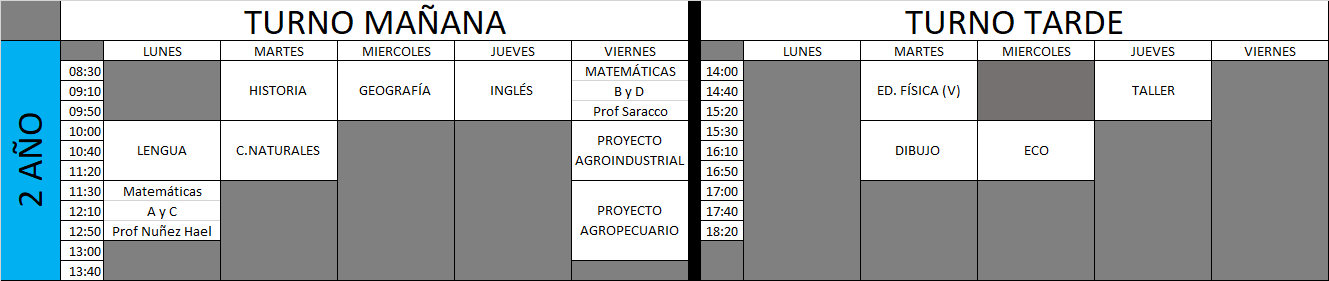 TURNO MAÑANA TURNO TARDE
2 AÑO
LUNES MARTES MIERCOLES JUEVES VIERNES LUNES MARTES MIERCOLES JUEVES VIERNES
08:30 MATEMÁTICAS 14:00
09:10 HISTORIA GEOGRAFÍA INGLÉS B y D 14:40 ED. FÍSICA (V) TALLER
09:50 Prof Saracco 15:20
10:00 PROYECTO 15:30
10:40 LENGUA C.NATURALES AGROINDUSTRIAL 16:10 DIBUJO ECO
11:20 16:50
11:30 Matemáticas 17:00
12:10 A y C PROYECTO 17:40
12:50 Prof Nuñez Hael AGROPECUARIO 18:20
13:00
13:40